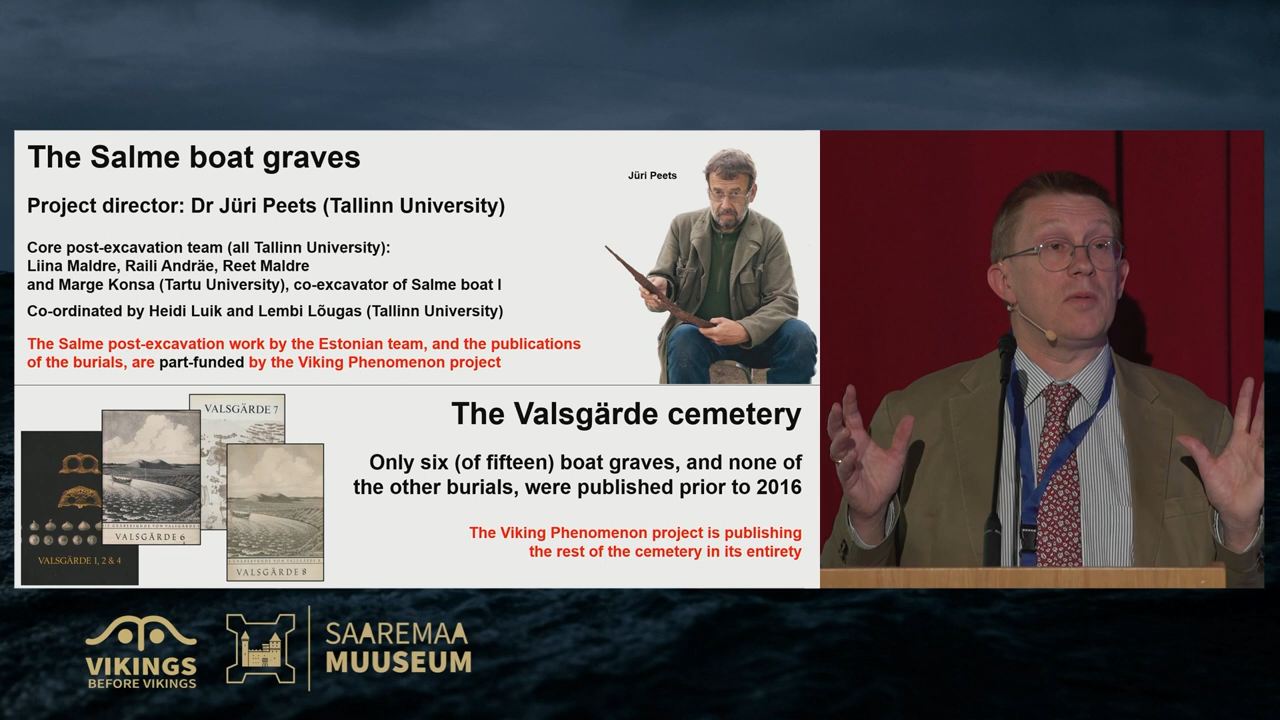 The Salme boat graves
Jüri Peets
Project director: Dr Jüri Peets (Tallinn University)
Core post-excavation team (all Tallinn University):
Liina Maldre, Raili Andräe, Reet Maldre
and Marge Konsa (Tartu University), co-excavator of Salme boat I
Co-ordinated by Heidi Luik and Lembi Lõugas (Tallinn University)
The Salme post-excavation work by the Estonian team, and the publications
of the burials, are part-funded by the Viking Phenomenon project
The Valsgärde cemetery
Only six (of fifteen) boat graves, and none of
the other burials, were published prior to 2016
The Viking Phenomenon project is publishing
the rest of the cemetery in its entirety
VALSGÄRDE 7
VALSGÄRDE 6
VALSGÄRDE 1, 2 & 4
VALSGÄRDE 8
VIKINGS
BEFORE VIKINGS
SAAREMAA
MUUSEUM